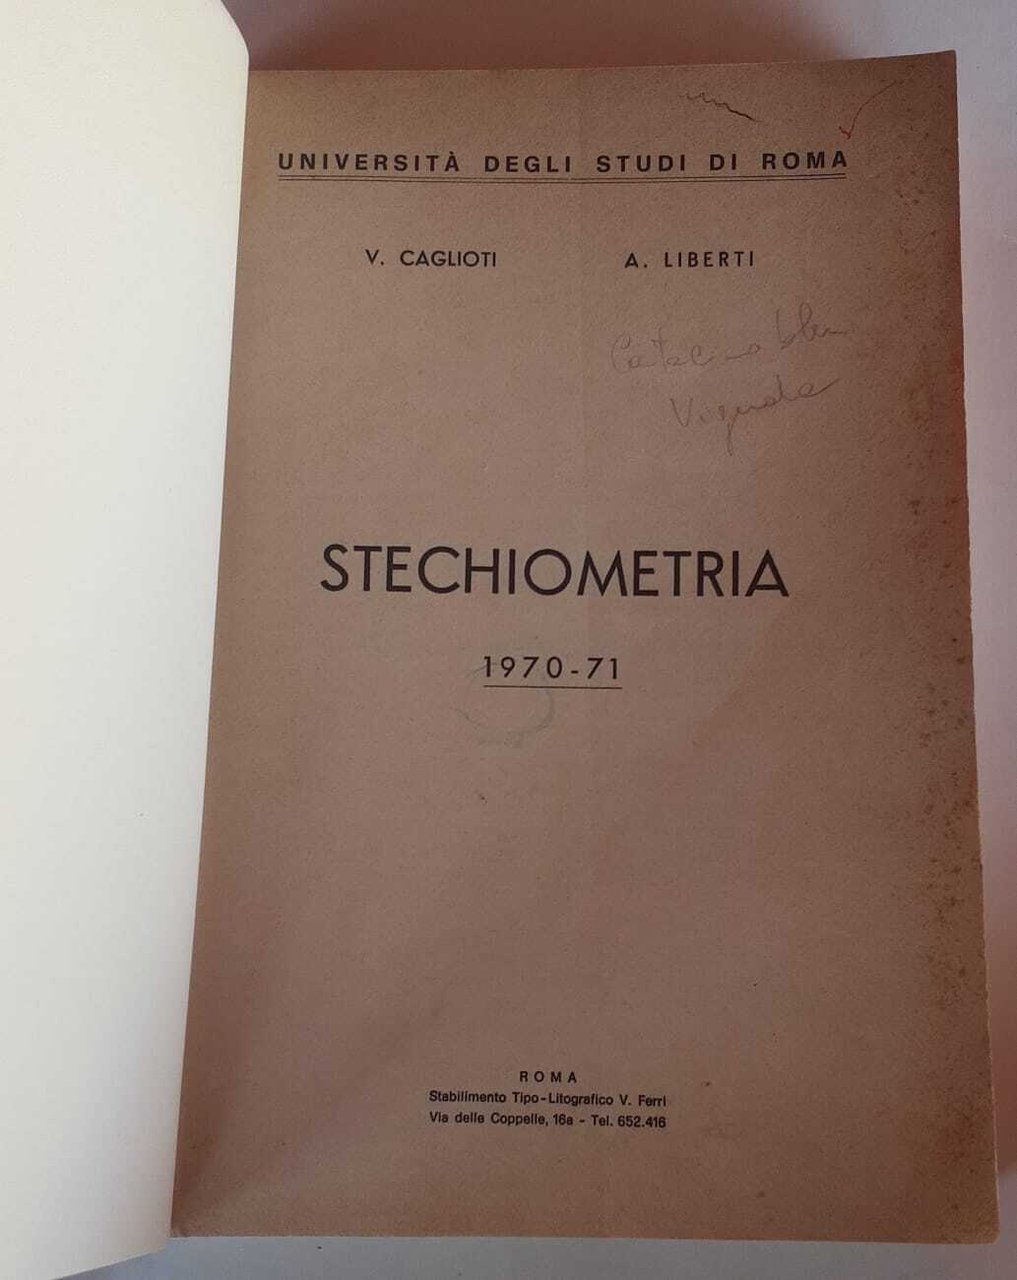 UNIVERSITÀ DEGLI STUDI DI ROMA
V. CAGLIOTI A. LIBERTI
STECHIOMETRIA
1970-71
ROMA
Stabilimento Tipo-Litografico V. Ferri
Via delle Coppelle, 16a - Tel. 652.416